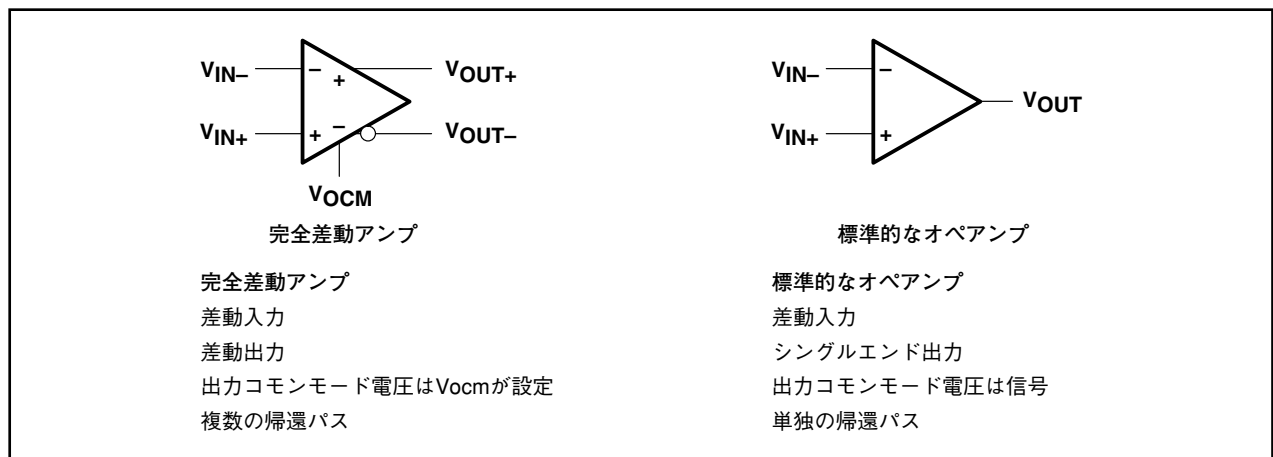 VIN–
VIN+
– +
+ –
VOUT+
VOUT–
VOCM
完全差動アンプ
完全差動アンプ
差動入力
差動出力
出力コモンモード電圧はVocmが設定
複数の帰還パス
VIN–
VIN+
–
+
VOUT
標準的なオペアンプ
標準的なオペアンプ
差動入力
シングルエンド出力
出力コモンモード電圧は信号
単独の帰還パス